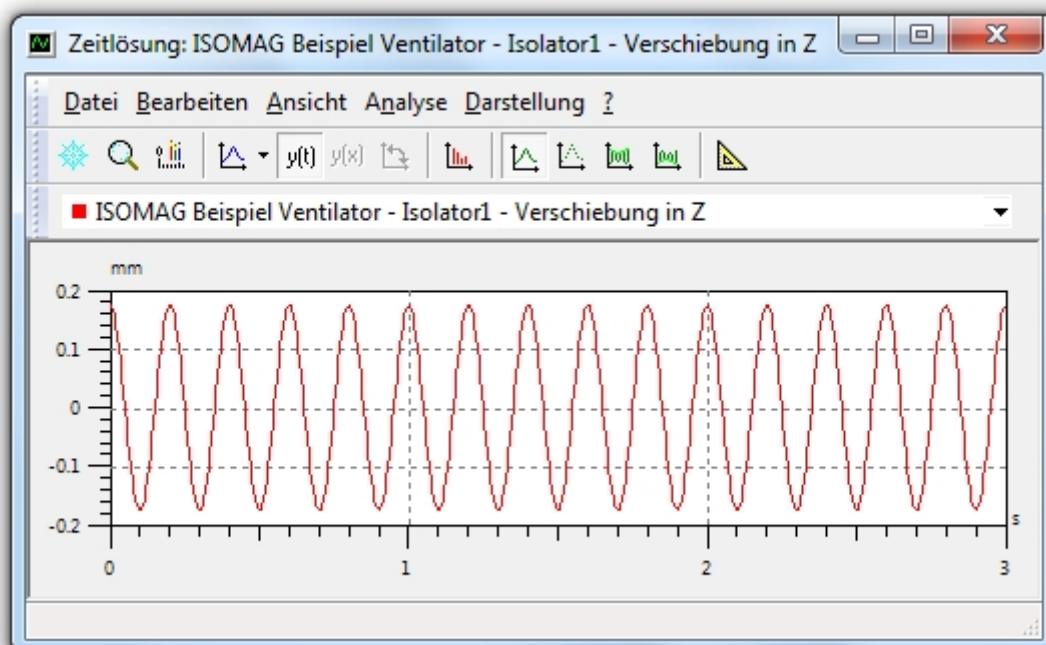 Zeitlösung: ISOMAG Beispiel Ventilator - Isolator1 - Verschiebung in Z
Datei Bearbeiten Ansicht Analyse Darstellung ?
y(t) y(x)
ISOMAG Beispiel Ventilator - Isolator1 - Verschiebung in Z
mm
0.2
0.1
0
-0.1
-0.2
s
0 1 2 3